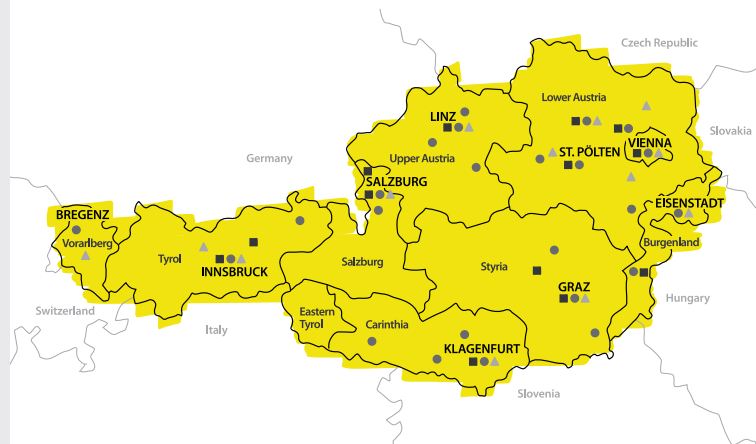 Czech Republic
Lower Austria
LINZ
Slovakia
VIENNA
ST. PÖLTEN
Upper Austria
Germany
SALZBURG
EISENSTADT
BREGENZ
Vorarlberg
Burgenland
Tyrol
Salzburg
Styria
INNSBRUCK
GRAZ
Hungary
Switzerland
Eastern
Tyrol
Carinthia
Italy
KLAGENFURT
Slovenia